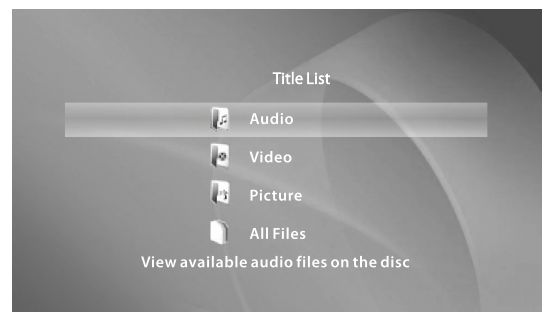 Title List
Audio
Video
Picture
All Files
View available audio files on the disc